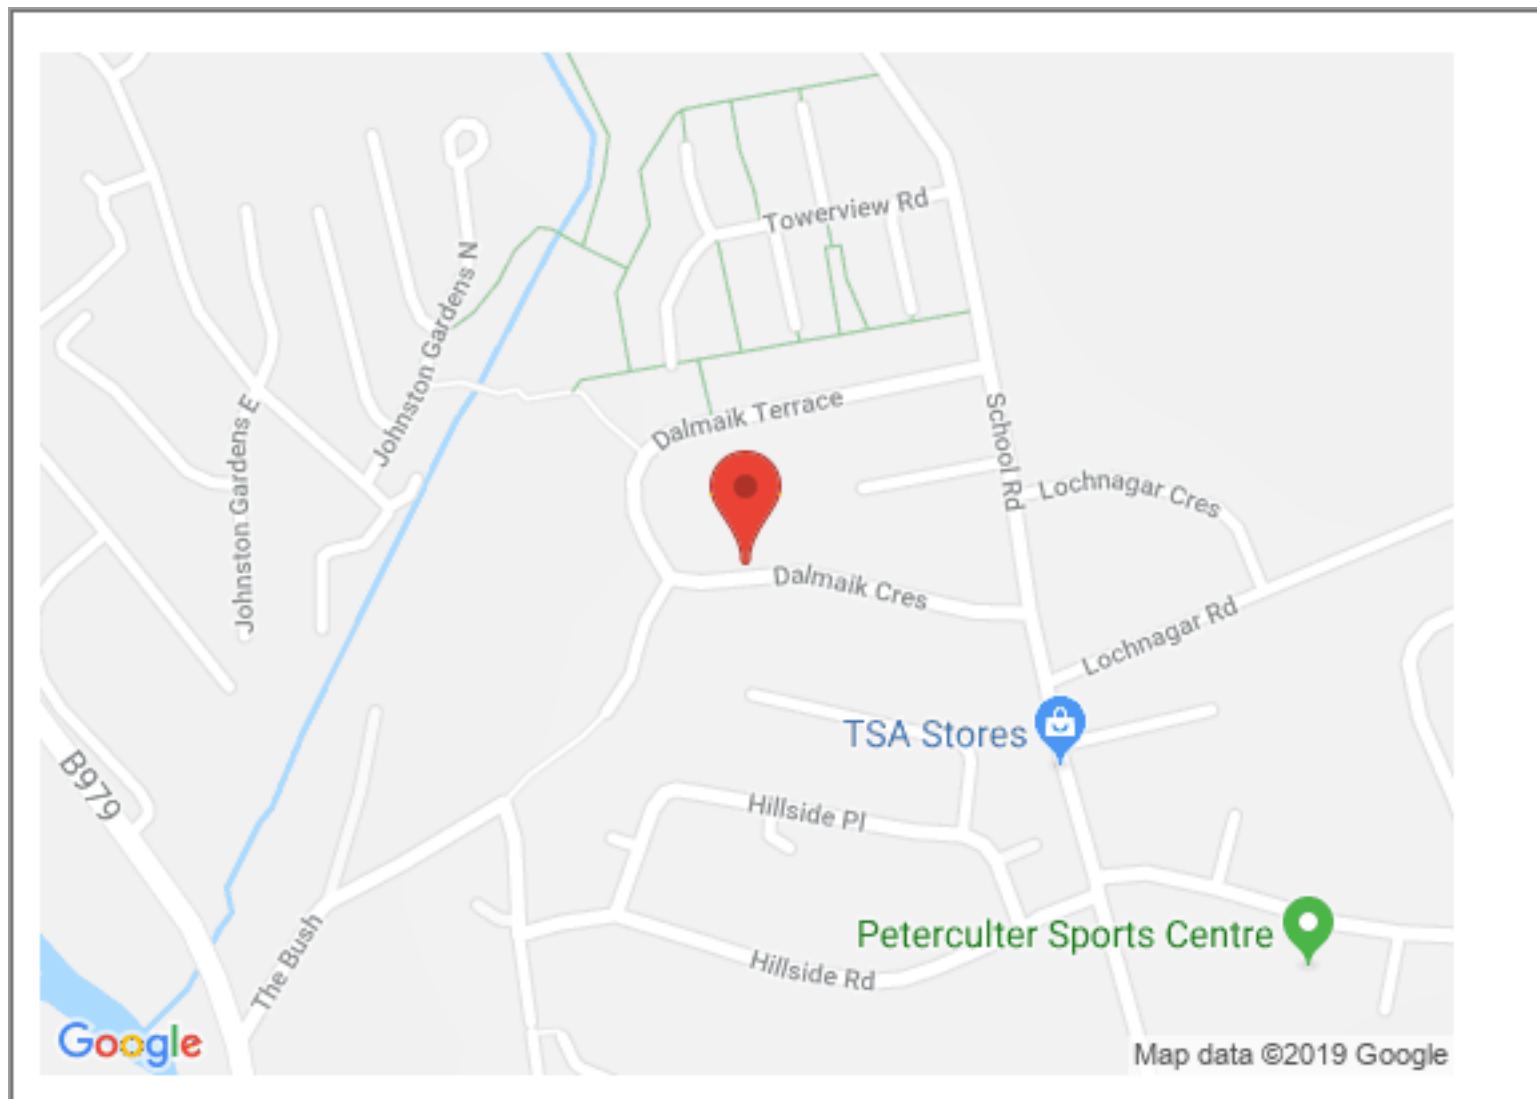 Towerview Rd
Johnston Gardens N
Dalmaik Terrace
Johnston Gardens E
School Rd
Lochnagar Cres
Dalmaik Cres
Lochnagar Rd
TSA Stores
B979
Hillside Pl
Peterculter Sports Centre
The Bush
Hillside Rd
Google
Map data ©2019 Google